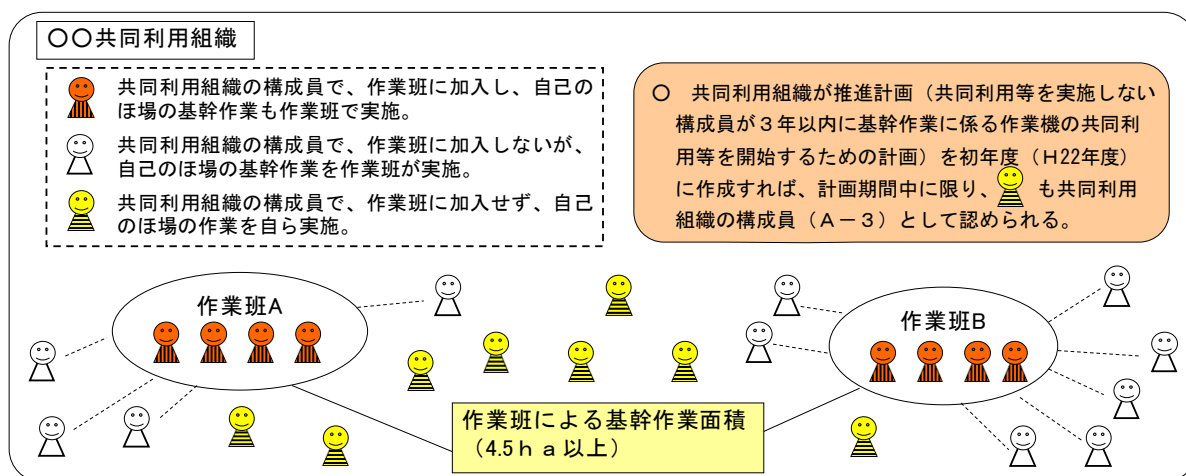 〇〇共同利用組織
共同利用組織の構成員で、作業班に加入し、自己の
ほ場の基幹作業も作業班で実施。
共同利用組織の構成員で、作業班に加入しないが、
自己のほ場の基幹作業を作業班が実施。
共同利用組織の構成員で、作業班に加入せず、自己
のほ場の作業を自ら実施。
〇　共同利用組織が推進計画（共同利用等を実施しない
構成員が３年以内に基幹作業に係る作業機の共同利
用等を開始するための計画）を初年度（Ｈ22年度）
に作成すれば、計画期間中に限り、　も共同利用
組織の構成員（Ａ－３）として認められる。
作業班A
作業班B
作業班による基幹作業面積
（4.5ｈａ以上）